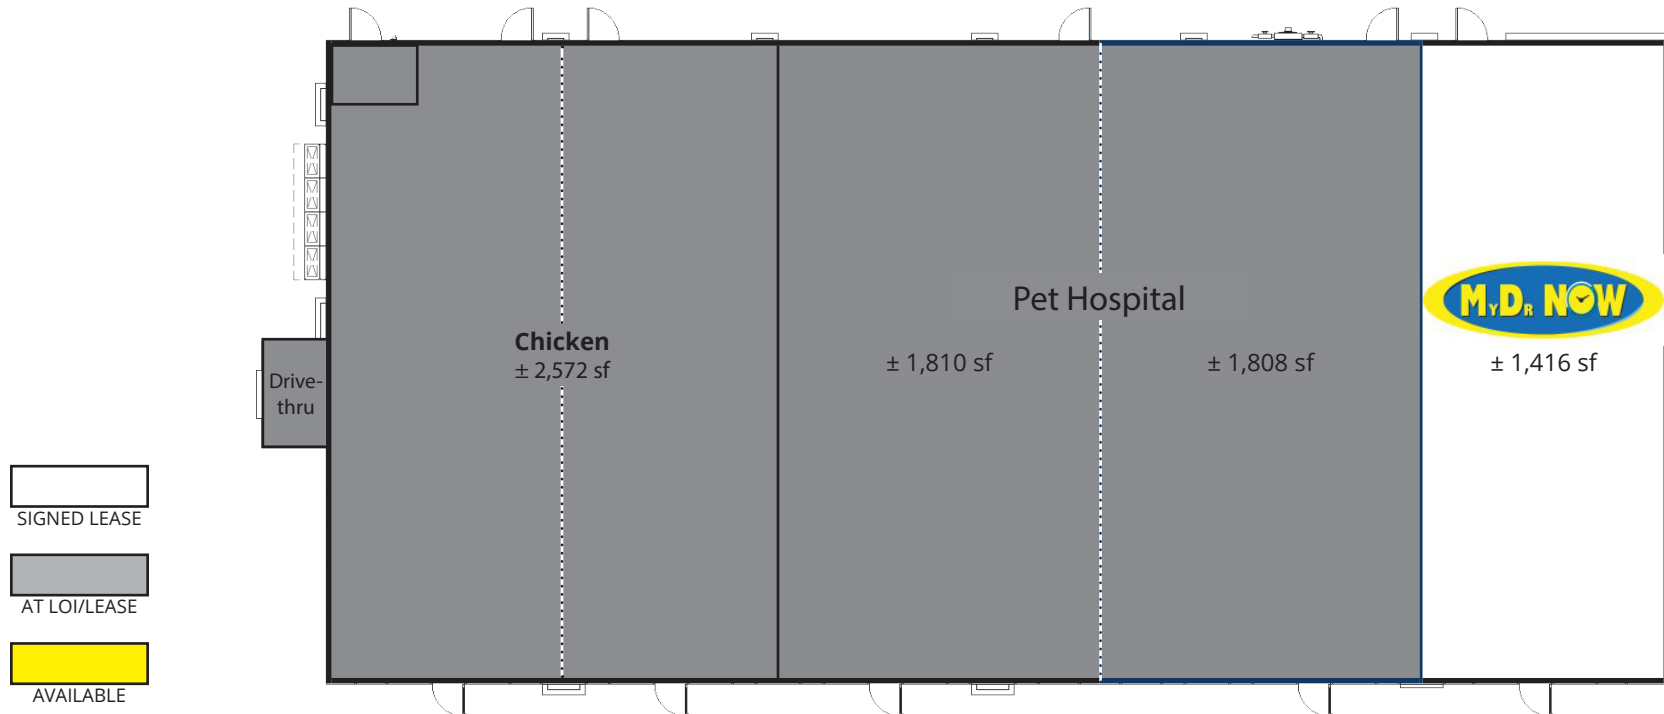 Pet Hospital
MYDR NOW
Chicken
± 2,572 sf
± 1,810 sf
± 1,808 sf
± 1,416 sf
Drive-
thru
SIGNED LEASE
AT LOI/LEASE
AVAILABLE